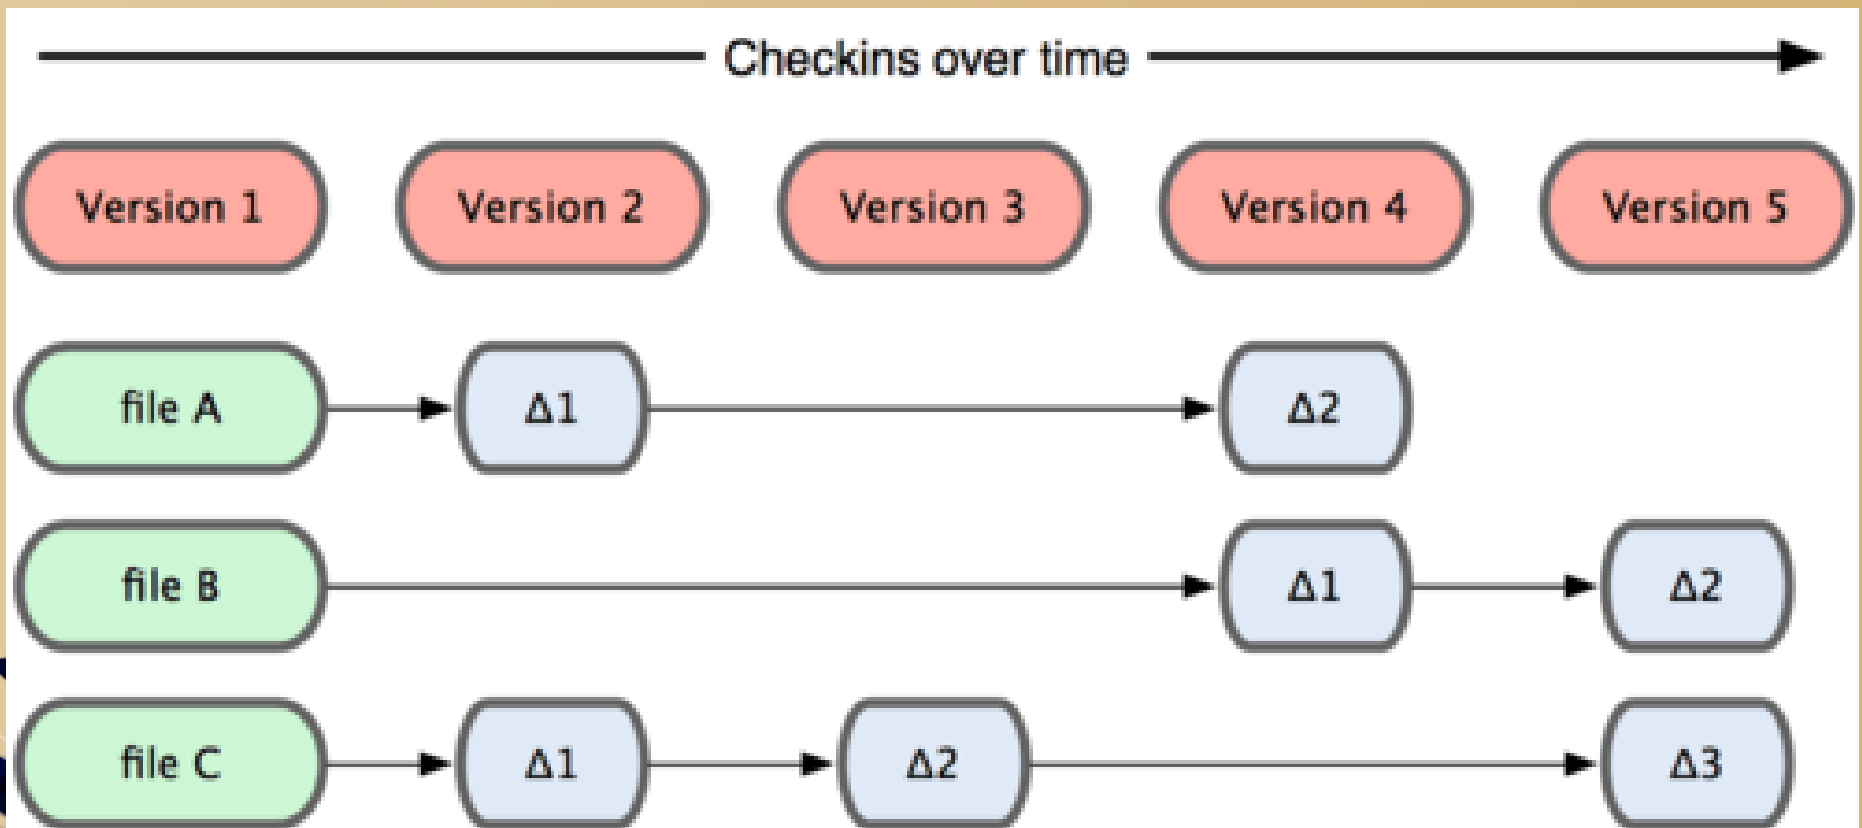 Checkins over time
Version 1 Version 2 Version 3 Version 4 Version 5
file A Δ1 Δ2
file B Δ1 Δ2
file C Δ1 Δ2 Δ3